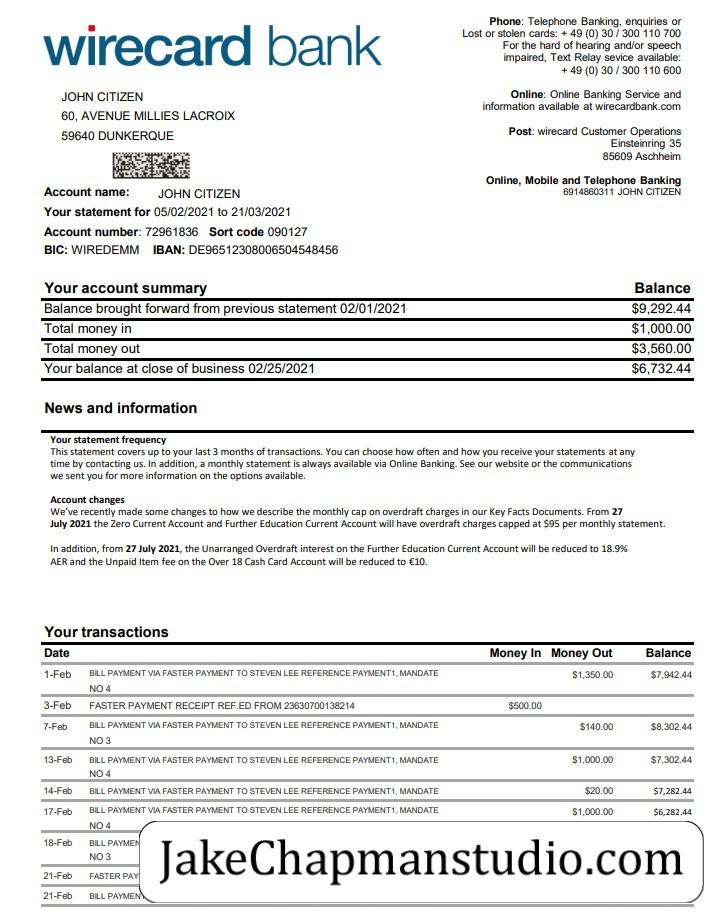 wirecard bank
Phone: Telephone Banking, enquiries or
Lost or stolen cards: + 49 (0) 30 / 300 110 700
For the hard of hearing and/or speech
impaired, Text Relay sevice available:
+ 49 (0) 30 / 300 110 600
Online: Online Banking Service and
information available at wirecardbank.com
Post: wirecard Customer Operations
Einsteinring 35
85609 Aschheim
Online, Mobile and Telephone Banking
6914860311 JOHN CITIZEN
JOHN CITIZEN
60, AVENUE MILLIES LACROIX
59640 DUNKERQUE
Account name: JOHN CITIZEN
Your statement for 05/02/2021 to 21/03/2021
Account number: 72961836 Sort code 090127
BIC: WIREDEMM IBAN: DE96512308006504548456
Your account summary Balance
Balance brought forward from previous statement 02/01/2021 $9,292.44
Total money in $1,000.00
Total money out $3,560.00
Your balance at close of business 02/25/2021 $6,732.44
News and information
Your statement frequency
This statement covers up to your last 3 months of transactions. You can choose how often and how you receive your statements at any
time by contacting us. In addition, a monthly statement is always available via Online Banking. See our website or the communications
we sent you for more information on the options available.
Account changes
We've recently made some changes to how we describe the monthly cap on overdraft charges in our Key Facts Documents. From 27
July 2021 the Zero Current Account and Further Education Current Account will have overdraft charges capped at $95 per monthly statement.
In addition, from 27 July 2021, the Unarranged Overdraft interest on the Further Education Current Account will be reduced to 18.9%
AER and the Unpaid Item fee on the Over 18 Cash Card Account will be reduced to €10.
Your transactions
Date Money In Money Out Balance
1-Feb BILL PAYMENT VIA FASTER PAYMENT TO STEVEN LEE REFERENCE PAYMENT1, MANDATE $1,350.00 $7,942.44
NO 4
3-Feb FASTER PAYMENT RECEIPT REF.ED FROM 23630700138214 $500.00
7-Feb BILL PAYMENT VIA FASTER PAYMENT TO STEVEN LEE REFERENCE PAYMENT1, MANDATE $140.00 $8,302.44
NO 3
13-Feb BILL PAYMENT VIA FASTER PAYMENT TO STEVEN LEE REFERENCE PAYMENT1, MANDATE $1,000.00 $7,302.44
NO 4
14-Feb BILL PAYMENT VIA FASTER PAYMENT TO STEVEN LEE REFERENCE PAYMENT1, MANDATE $20.00 $7,282.44
17-Feb BILL PAYMENT VIA FASTER PAYMENT TO STEVEN LEE REFERENCE PAYMENT1, MANDATE $1,000.00 $6,282.44
NO 4
18-Feb BILL
NO 3
21-Feb FASTER PAY
21-Feb BILL
JakeChapmanstudio.com